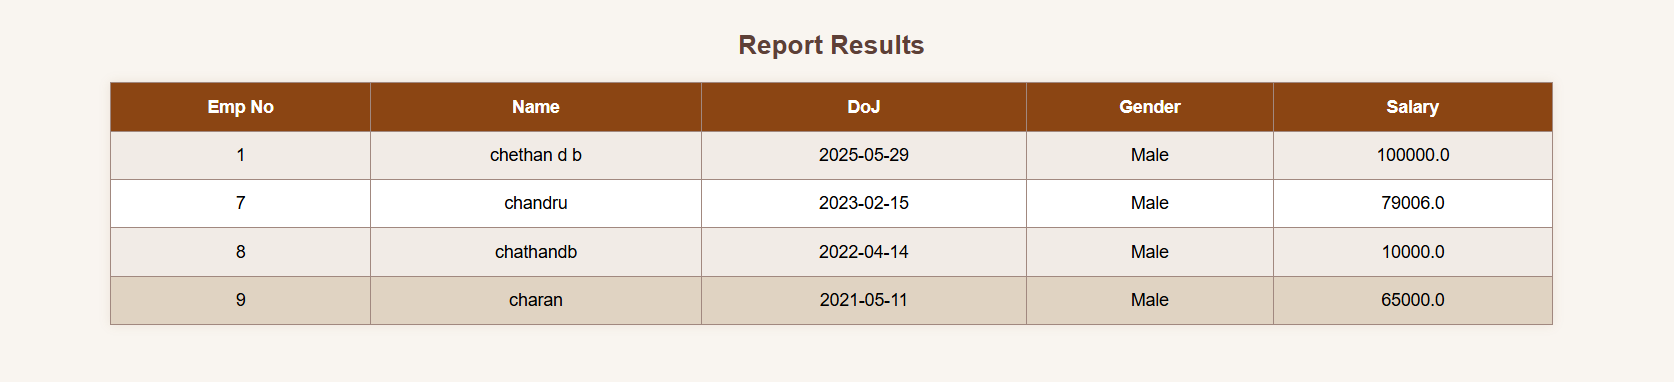 Report Results
Emp No Name DoJ Gender Salary
1 chethan d b 2025-05-29 Male 100000.0
7 chandru 2023-02-15 Male 79006.0
8 chathandb 2022-04-14 Male 10000.0
9 charan 2021-05-11 Male 65000.0